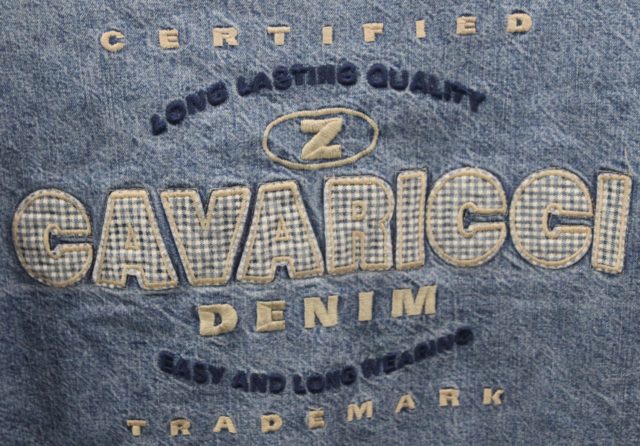 CERTIFIED
LONG LASTING QUALITY
Z
CAVARICCI
DENIM
EASY AND LONG WEARING
TRADEMARK